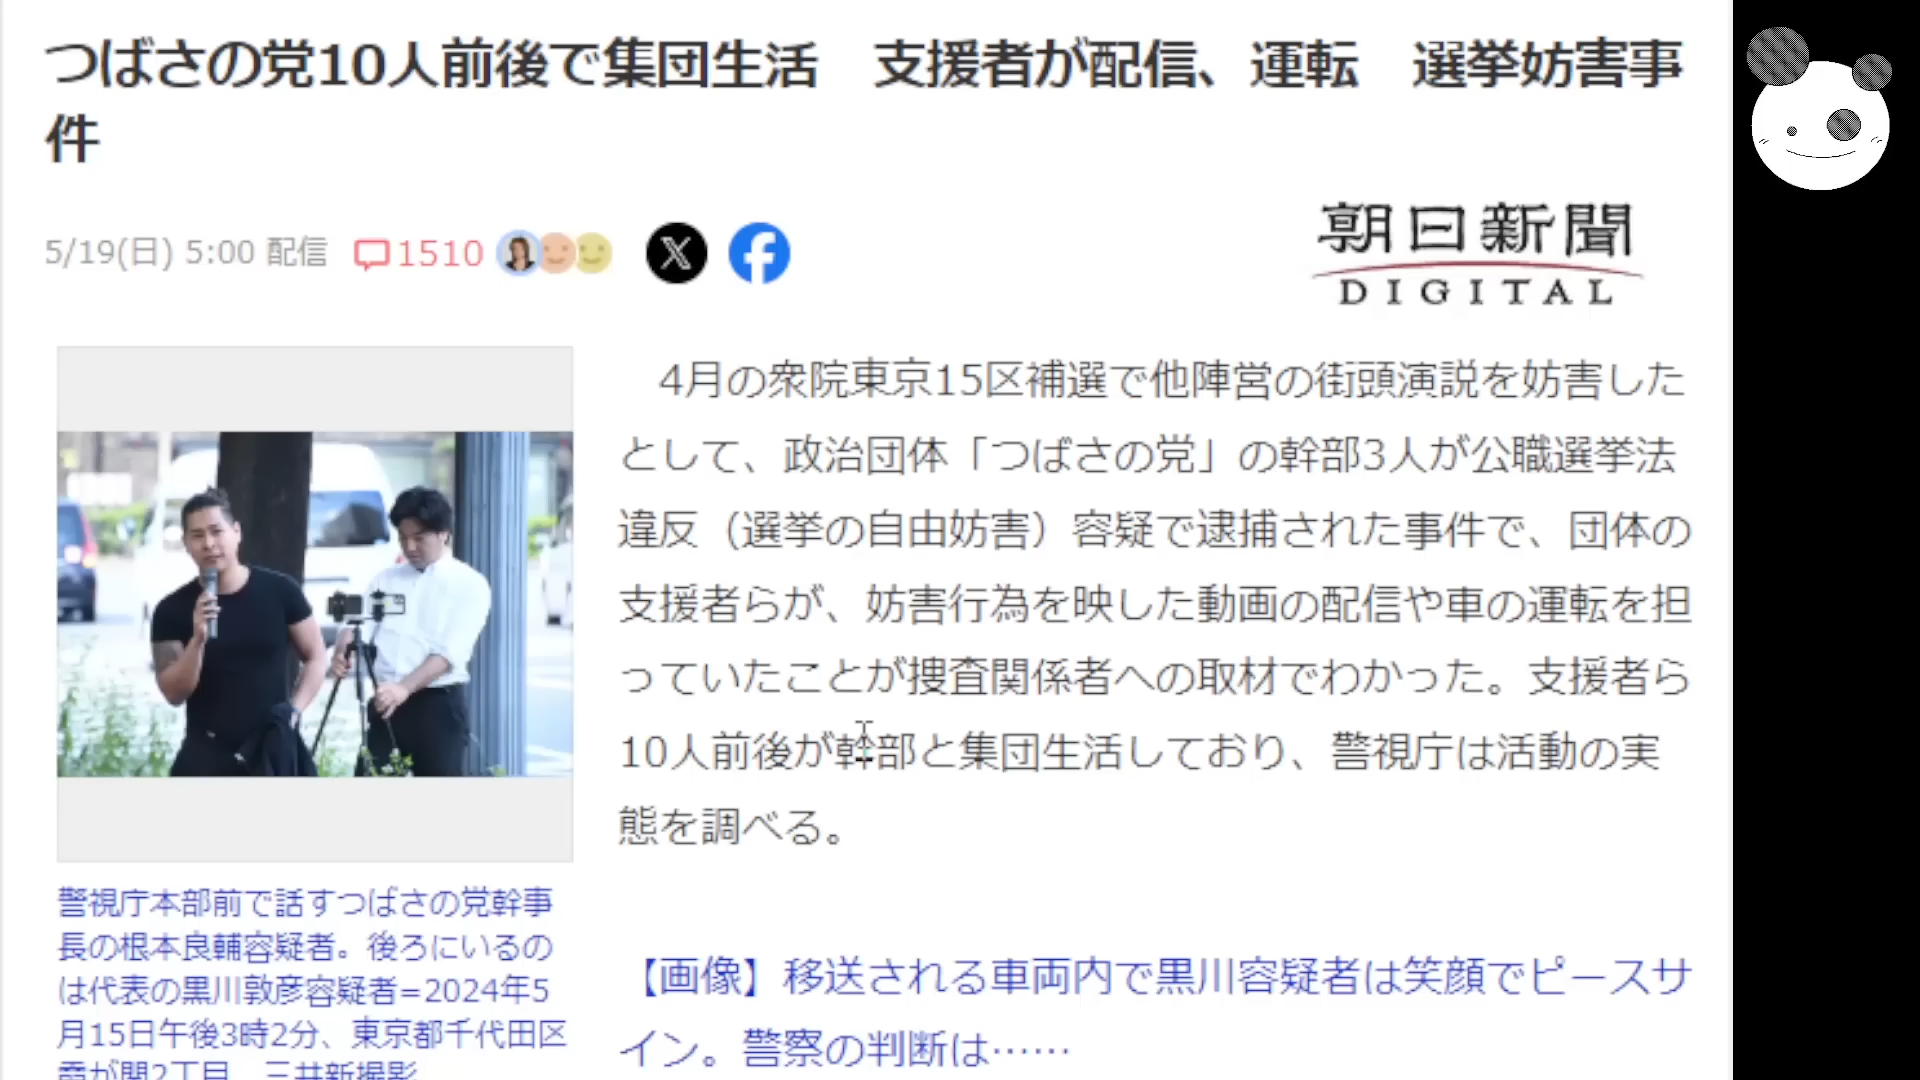 つばさの党10人前後で集団生活　支援者が配信、運転　選挙妨害事
件
5/19(日) 5:00 配信
1510
朝日新聞
DIGITAL
4月の衆院東京15区補選で他陣営の街頭演説を妨害した
として、政治団体「つばさの党」の幹部3人が公職選挙法
違反（選挙の自由妨害）容疑で逮捕された事件で、団体の
支援者らが、妨害行為を映した動画の配信や車の運転を担
っていたことが捜査関係者への取材でわかった。支援者ら
10人前後が幹部と集団生活しており、警視庁は活動の実
態を調べる。
警視庁本部前で話すつばさの党幹事
長の根本良輔容疑者。後ろにいるの
は代表の黒川敦彦容疑者=2024年5
月15日午後3時2分、東京都千代田区
霞が関2丁目、三井新撮影
【画像】移送される車両内で黒川容疑者は笑顔でピースサ
イン。警察の判断は……